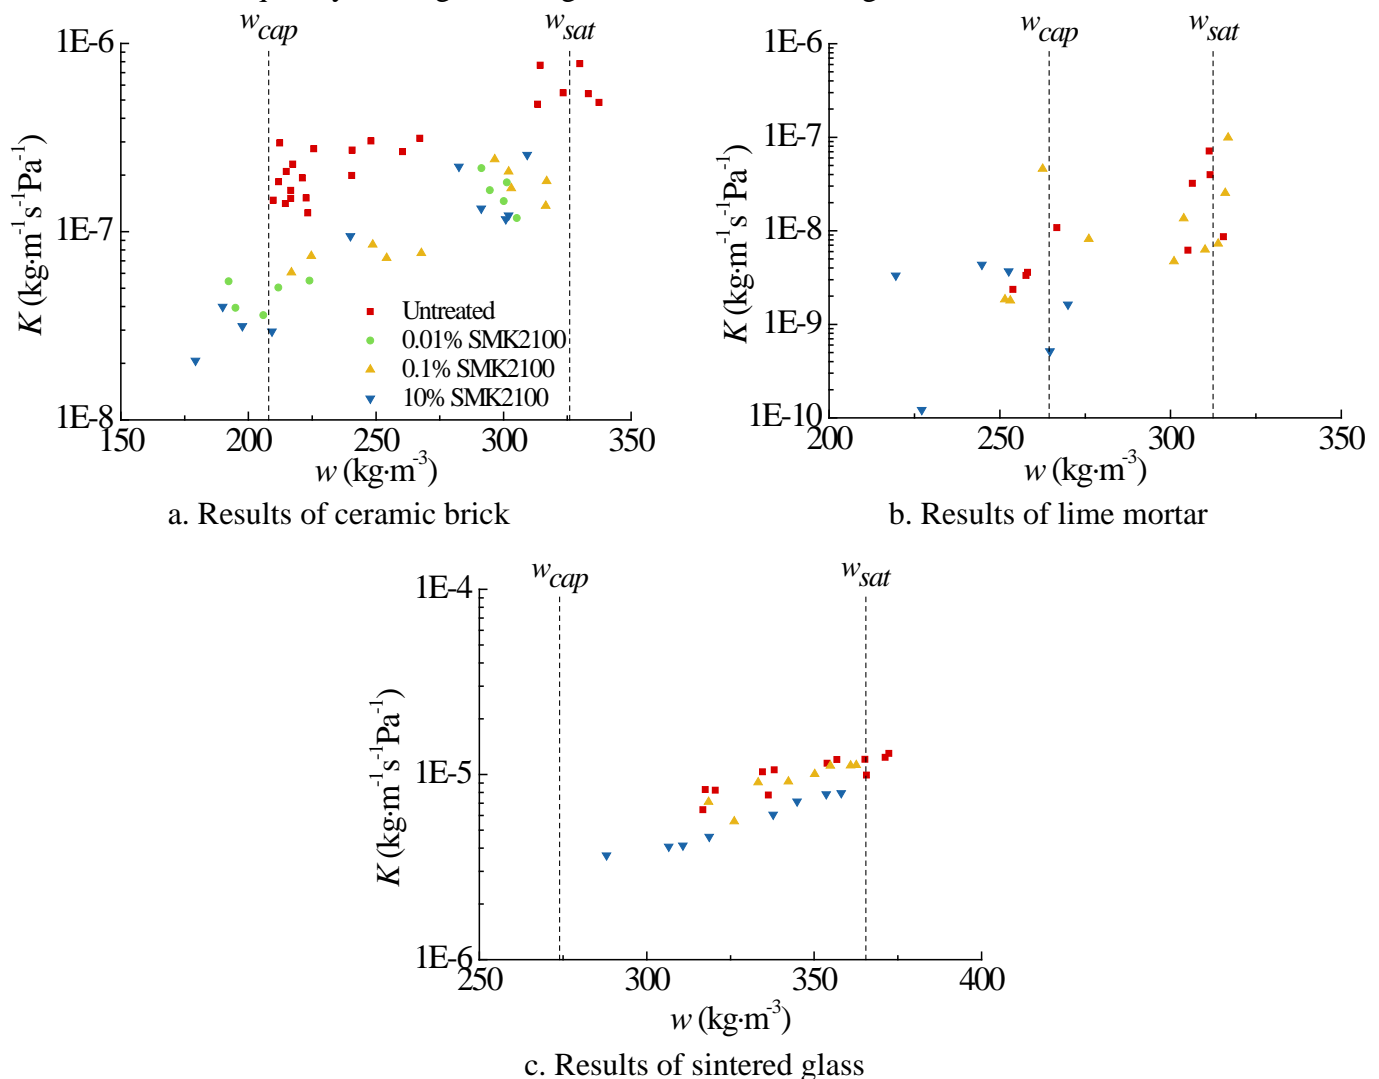 w_cap w_sat
1E-6
1E-7
1E-8
K (kg·m⁻¹s⁻¹Pa⁻¹)
Untreated
0.01% SMK2100
0.1% SMK2100
10% SMK2100
150 200 250 300 350
w (kg·m⁻³)
a. Results of ceramic brick
w_cap w_sat
1E-6
1E-7
1E-8
1E-9
1E-10
K (kg·m⁻¹s⁻¹Pa⁻¹)
200 250 300 350
w (kg·m⁻³)
b. Results of lime mortar
w_cap w_sat
1E-4
1E-5
1E-6
K (kg·m⁻¹s⁻¹Pa⁻¹)
250 300 350 400
w (kg·m⁻³)
c. Results of sintered glass